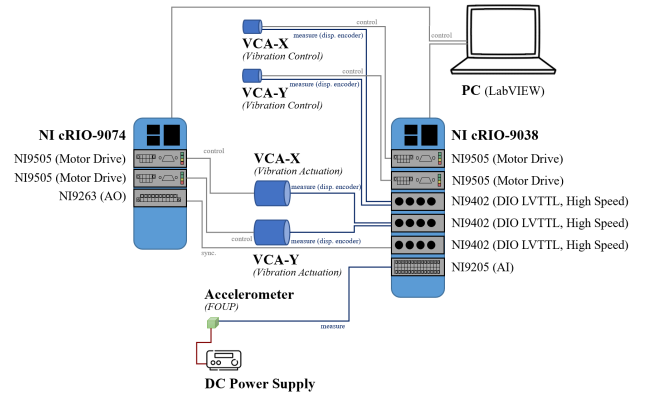 control
measure (disp. encoder)
VCA-X
(Vibration Control)
control
measure (disp. encoder)
VCA-Y
(Vibration Control)
control
PC (LabVIEW)
NI cRIO-9074
NI9505 (Motor Drive)
NI9505 (Motor Drive)
NI9263 (AO)
control
VCA-X
(Vibration Actuation)
measure (disp. encoder)
control
measure (disp. encoder)
sync.
VCA-Y
(Vibration Actuation)
NI cRIO-9038
NI9505 (Motor Drive)
NI9505 (Motor Drive)
NI9402 (DIO LVTTL, High Speed)
NI9402 (DIO LVTTL, High Speed)
NI9402 (DIO LVTTL, High Speed)
NI9205 (AI)
Accelerometer
(FOUP)
measure
DC Power Supply